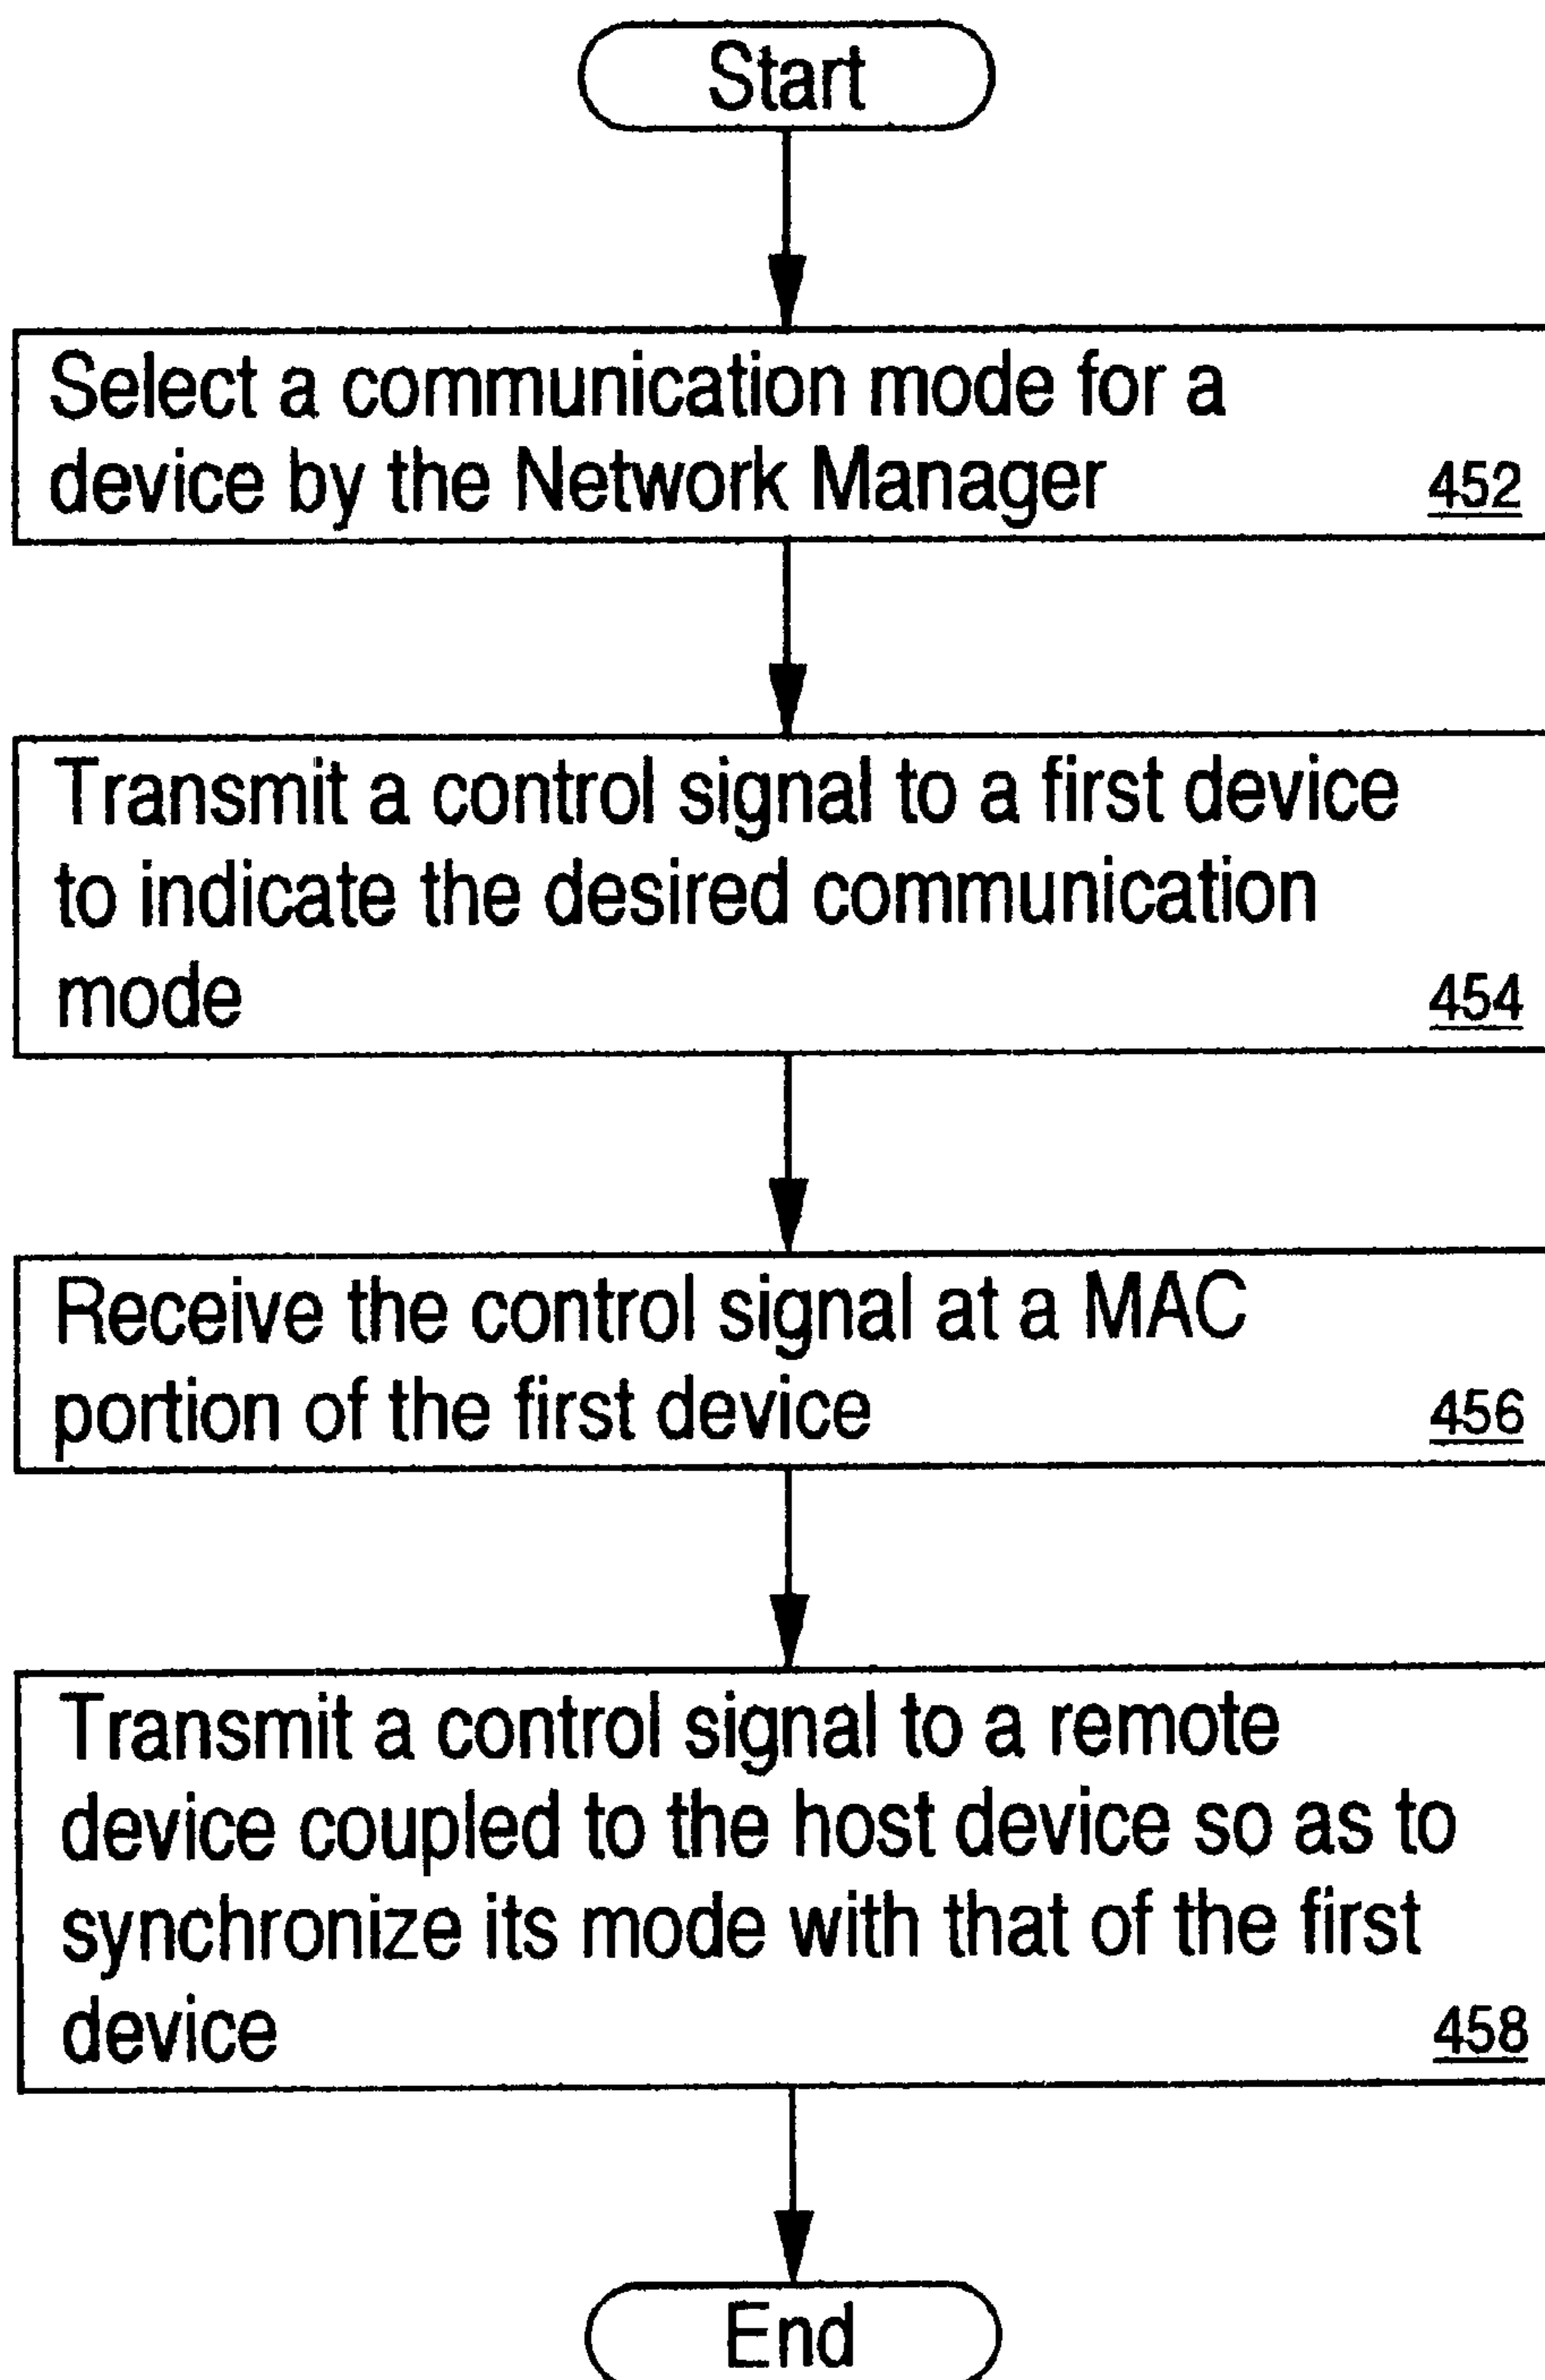 Start
Select a communication mode for a
device by the Network Manager
452
Transmit a control signal to a first device
to indicate the desired communication
mode
454
Receive the control signal at a MAC
portion of the first device
456
Transmit a control signal to a remote
device coupled to the host device so as to
synchronize its mode with that of the first
device
458
End